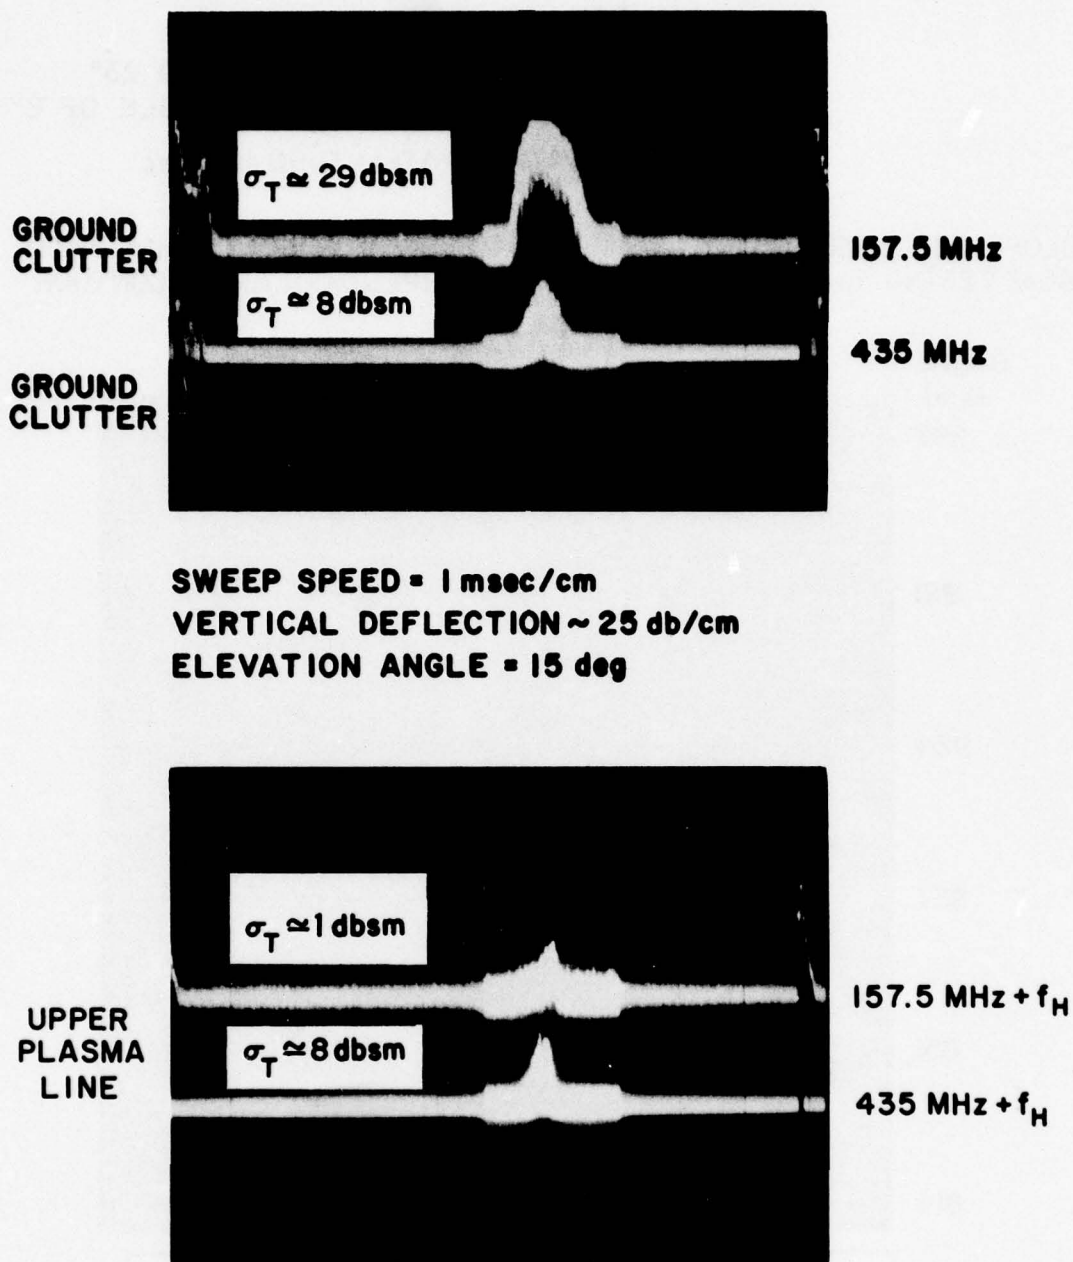 σT ≃ 29 dbsm
GROUND
CLUTTER
157.5 MHz
σT ≃ 8 dbsm
435 MHz
GROUND
CLUTTER
SWEEP SPEED = 1 msec/cm
VERTICAL DEFLECTION ~ 25 db/cm
ELEVATION ANGLE = 15 deg
σT ≃ 1 dbsm
157.5 MHz + fH
UPPER
PLASMA
LINE
σT ≃ 8 dbsm
435 MHz + fH